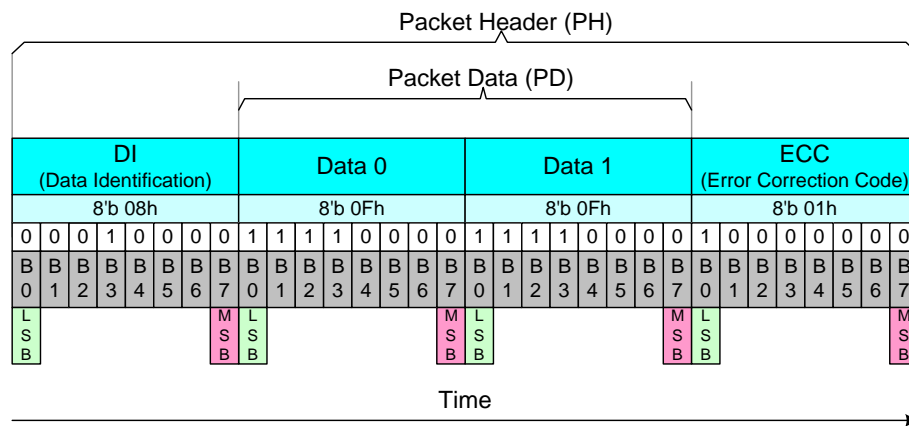 Packet Header (PH)
Packet Data (PD)
DI
(Data Identification)
Data 0
Data 1
ECC
(Error Correction Code)
8'b 08h
8'b 0Fh
8'b 0Fh
8'b 01h
0 0 0 1 0 0 0 0 1 1 1 1 0 0 0 0 1 1 1 1 0 0 0 0 1 0 0 0 0 0 0 0
B B B B B B B B B B B B B B B B B B B B B B B B B B B B B B B B
0 1 2 3 4 5 6 7 0 1 2 3 4 5 6 7 0 1 2 3 4 5 6 7 0 1 2 3 4 5 6 7
L M L M L M L M
S S S S S S S S
B B B B B B B B
Time